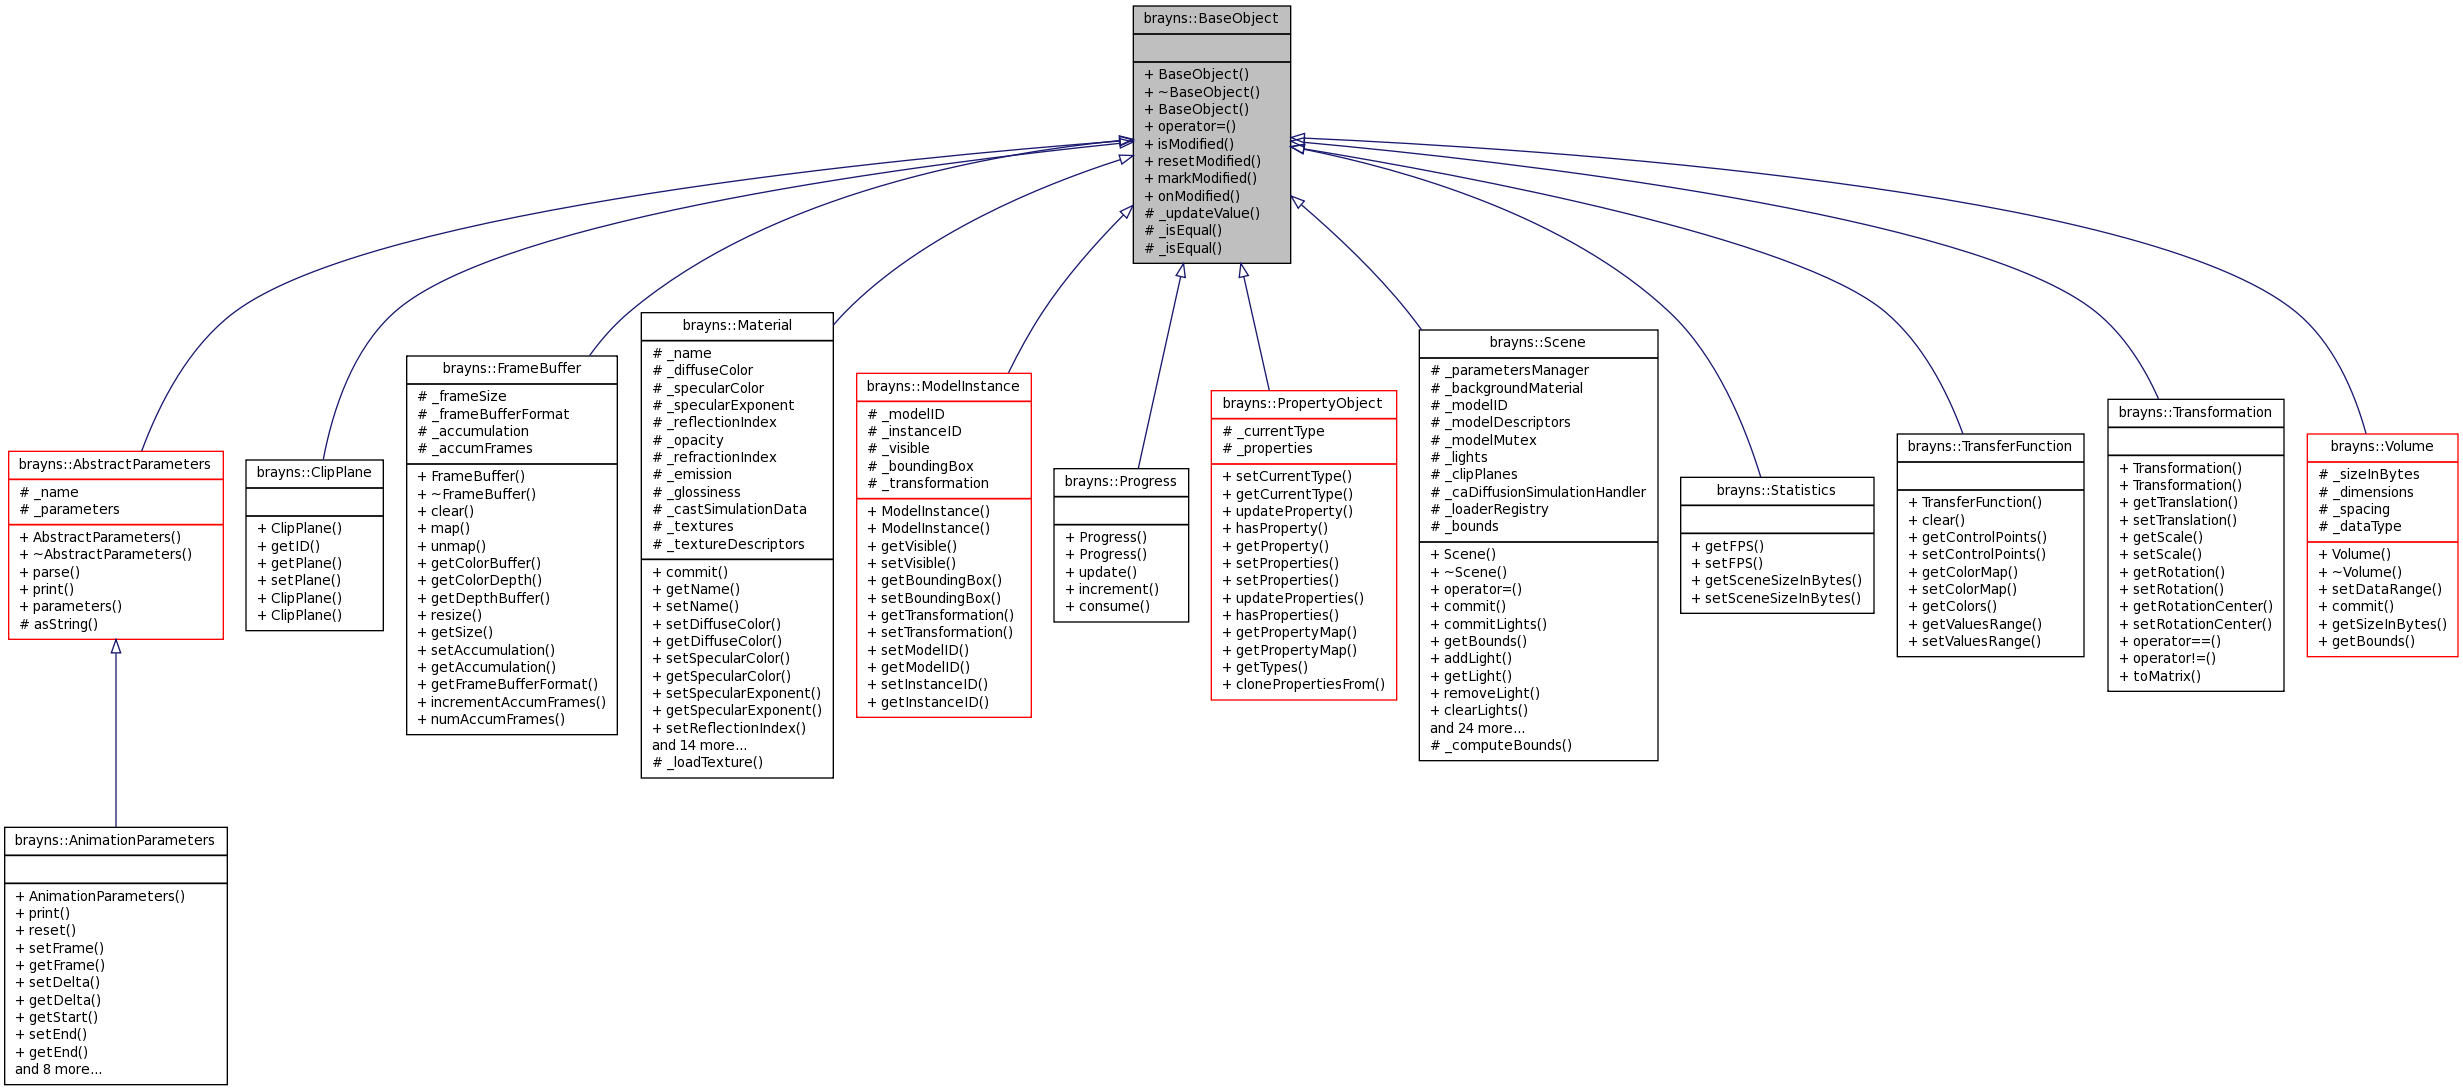 brayns::BaseObject
+ BaseObject()
+ ~BaseObject()
+ BaseObject()
+ operator=()
+ isModified()
+ resetModified()
+ markModified()
+ onModified()
# _updateValue()
# _isEqual()
# _isEqual()
brayns::AbstractParameters
# _name
# _parameters
+ AbstractParameters()
+ ~AbstractParameters()
+ parse()
+ print()
+ parameters()
# asString()
brayns::ClipPlane
+ ClipPlane()
+ getID()
+ getPlane()
+ setPlane()
+ ClipPlane()
+ ClipPlane()
brayns::FrameBuffer
# _frameSize
# _frameBufferFormat
# _accumulation
# _accumFrames
+ FrameBuffer()
+ ~FrameBuffer()
+ clear()
+ map()
+ unmap()
+ getColorBuffer()
+ getColorDepth()
+ getDepthBuffer()
+ resize()
+ getSize()
+ setAccumulation()
+ getAccumulation()
+ getFrameBufferFormat()
+ incrementAccumFrames()
+ numAccumFrames()
brayns::Material
# _name
# _diffuseColor
# _specularColor
# _specularExponent
# _reflectionIndex
# _opacity
# _refractionIndex
# _emission
# _glossiness
# _castSimulationData
# _textures
# _textureDescriptors
+ commit()
+ getName()
+ setName()
+ setDiffuseColor()
+ getDiffuseColor()
+ setSpecularColor()
+ getSpecularColor()
+ setSpecularExponent()
+ getSpecularExponent()
+ setReflectionIndex()
and 14 more...
# _loadTexture()
brayns::ModelInstance
# _modelID
# _instanceID
# _visible
# _boundingBox
# _transformation
+ ModelInstance()
+ ModelInstance()
+ getVisible()
+ setVisible()
+ getBoundingBox()
+ setBoundingBox()
+ getTransformation()
+ setTransformation()
+ setModelID()
+ getModelID()
+ setInstanceID()
+ getInstanceID()
brayns::Progress
+ Progress()
+ Progress()
+ update()
+ increment()
+ consume()
brayns::PropertyObject
# _currentType
# _properties
+ setCurrentType()
+ getCurrentType()
+ updateProperty()
+ hasProperty()
+ getProperty()
+ setProperties()
+ setProperties()
+ updateProperties()
+ hasProperties()
+ getPropertyMap()
+ getPropertyMap()
+ getTypes()
+ clonePropertiesFrom()
brayns::Scene
# _parametersManager
# _backgroundMaterial
# _modelID
# _modelDescriptors
# _modelMutex
# _lights
# _clipPlanes
# _caDiffusionSimulationHandler
# _loaderRegistry
# _bounds
+ Scene()
+ ~Scene()
+ operator=()
+ commit()
+ commitLights()
+ getBounds()
+ addLight()
+ getLight()
+ removeLight()
+ clearLights()
and 24 more...
# _computeBounds()
brayns::Statistics
+ getFPS()
+ setFPS()
+ getSceneSizeInBytes()
+ setSceneSizeInBytes()
brayns::TransferFunction
+ TransferFunction()
+ clear()
+ getControlPoints()
+ setControlPoints()
+ getColorMap()
+ setColorMap()
+ getColors()
+ getValuesRange()
+ setValuesRange()
brayns::Transformation
+ Transformation()
+ Transformation()
+ getTranslation()
+ setTranslation()
+ getScale()
+ setScale()
+ getRotation()
+ setRotation()
+ getRotationCenter()
+ setRotationCenter()
+ operator==()
+ operator!=()
+ toMatrix()
brayns::Volume
# _sizeInBytes
# _dimensions
# _spacing
# _dataType
+ Volume()
+ ~Volume()
+ setDataRange()
+ commit()
+ getSizeInBytes()
+ getBounds()
brayns::AnimationParameters
+ AnimationParameters()
+ print()
+ reset()
+ setFrame()
+ getFrame()
+ setDelta()
+ getDelta()
+ getStart()
+ setEnd()
+ getEnd()
and 8 more...